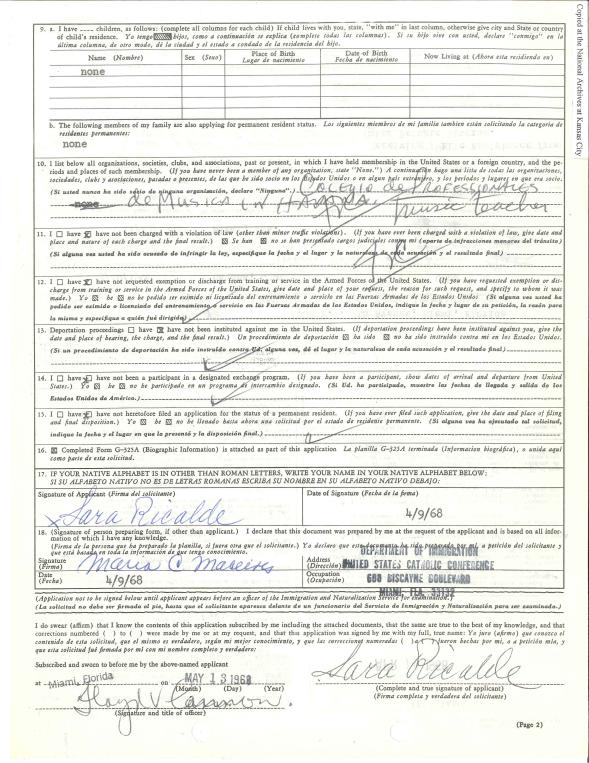 Copied at the National Archives at Kansas City
9. a. I have ---- children, as follows: (complete all columns for each child) If child lives with you, state, "with me" in last column, otherwise give city and State or country
of child's residence. Yo tengo hijos, como a continuación se explica (complete todas las columnas). Si su hijo vive con usted, declare "conmigo" en la
última columna, de otro modo, dé la ciudad y el estado a condado de la residencia del hijo.
Name (Nombre) Sex (Sexo) Place of Birth Date of Birth Now Living at (Ahora esta residiendo en)
Lugar de nacimiento Fecha de nacimiento
none
b. The following members of my family are also applying for permanent resident status. Los siguientes miembros de mi familia tambien están solicitando la categoria de
residentes permanentes:
none
10. I list below all organizations, societies, clubs, and associations, past or present, in which I have held membership in the United States or a foreign country, and the pe-
riods and places of such membership. (If you have never been a member of any organization, state "None".) A continuación hago una lista de todas las organizaciones,
sociedades, clubs y asociaciones, pasadas o presentes, de las que he sido socio en los Estados Unidos o en algun país extranjero, y los periodos y lugares en que era socio.
(Si usted nunca ha sido de ninguna organización, declare "Ninguna".) Colegio de Professionales
none de Musica in Havana, music teacher
11. I have have not been charged with a violation of law (other than minor traffic violations). (If you have ever been charged with a violation of law, give date
and place and nature of each charge and the final result.) Se han no se han presentado cargos judiciales contra mi (aparte de infracciones menores del tránsito)
(Si alguna vez usted ha sido acusado de infringir la ley, especifique la fecha y el lugar y la naturaleza de cada acusación y el resultado final)
12. I have have not requested exemption or discharge from training or service in the Armed Forces of the United States. (If you have requested exemption or dis-
charge from training or service in the Armed Forces of the United States, give date and place of your request, the reason for such request, and specify to whom it was
made.) Yo he no he pedido ser eximido ni licenciado del entrenamiento o servicio en las Fuerzas Armadas de los Estados Unidos. (Si alguna vez usted ha
pedido ser eximido o licenciado del entrenamiento o servicio en las Fuerzas Armadas de los Estados Unidos, indique la fecha y lugar de su petición, la razón para
la misma y especifique a quién fué dirigida)
13. Deportation proceedings have have not been instituted against me in the United States. (If deportation proceedings have been instituted against you, give the
date and place of hearing, the charge, and the final result.) Un procedimiento de deportación ha sido no ha sido instruido contra mi en los Estados Unidos.
(Si un procedimiento de deportación ha sido instruido contra Ud. alguna vez, dé el lugar y la naturaleza de cada acusación y el resultado final)
14. I have have not been a participant in a designated exchange program. (If you have been a participant, show dates of arrival and departure from United
States.) Yo he no he participado en un programa de intercambio designado. (Si Ud. ha participado, muestre las fechas de llegada y salida de los
Estados Unidos de América.)
15. I have have not heretofore filed an application for the status of a permanent resident. (If you have ever filed such application, give the date and place of filing
and final disposition.) Yo he no he llenado hasta ahora una solicitud por el estado de residente permanente. (Si alguna vez ha ejecutado tal solicitud,
indique la fecha y el lugar en que la presentó y la disposición final.)
16. Completed Form G-325A (Biographic Information) is attached as part of this application La planilla G-325A terminada (Informacion biográfica), o unida aquí
como parte de esta solicitud.
17. IF YOUR NATIVE ALPHABET IS IN OTHER THAN ROMAN LETTERS, WRITE YOUR NAME IN YOUR NATIVE ALPHABET BELOW:
SI SU ALFABETO NATIVO NO ES DE LETRAS ROMANAS ESCRIBA SU NOMBRE EN SU ALFABETO NATIVO DEBAJO:
Signature of Applicant (Firma del solicitante) Date of Signature (Fecha de la firma)
Sara Ricalde 4/9/68
18. (Signature of person preparing form, if other than applicant.) I declare that this document was prepared by me at the request of the applicant and is based on all infor-
mation of which I have any knowledge.
(Firma de la persona que ha preparado la planilla, si fuera otra que el solicitante.) Yo declaro que este documento ha sido preparado por mi, a petición del solicitante y
que está basado en toda la información de que tengo conocimiento.
DEPARTMENT OF IMMIGRATION
Signature (Firma) Maria C. Address (Dirección) UNITED STATES CATHOLIC CONFERENCE
Date (Fecha) 4/9/68 Occupation (Ocupación) 600 BISCAYNE BOULEVARD
MIAMI, FLA. 33132
(Application not to be signed below until applicant appears before an officer of the Immigration and Naturalization Service for examination.)
(La solicitud no debe ser firmada el pie, hasta que el solicitante aparezca delante de un funcionario del Servicio de Inmigración y Naturalización para ser examinada.)
I do swear (affirm) that I know the contents of this application subscribed by me including the attached documents, that the same are true to the best of my knowledge, and that
corrections numbered ( ) to ( ) were made by me or at my request, and that this application was signed by me with my full, true name: Yo juro (afirmo) que conozco el
contenido de esta solicitud, que el mismo es verdadero, según mi mejor conocimiento, y que las correcciones numeradas ( ) a ( ) fueron hechas por mi, o a petición mia, y
que esta solicitud fué firmada por mi con mi nombre completo y verdadero:
Subscribed and sworn to before me by the above-named applicant
at Miami, Florida on MAY 13 1968
(Month) (Day) (Year)
Sara Ricalde
(Complete and true signature of applicant)
(Firma completa y verdadera del solicitante)
Floyd V
(Signature and title of officer)
(Page 2)